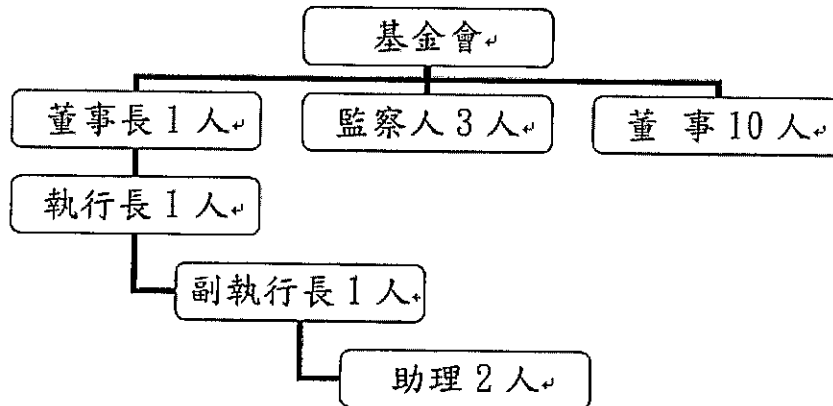 基金會
董事長 1 人
監察人 3 人
董 事 10 人
執行長 1 人
副執行長 1 人
助理 2 人